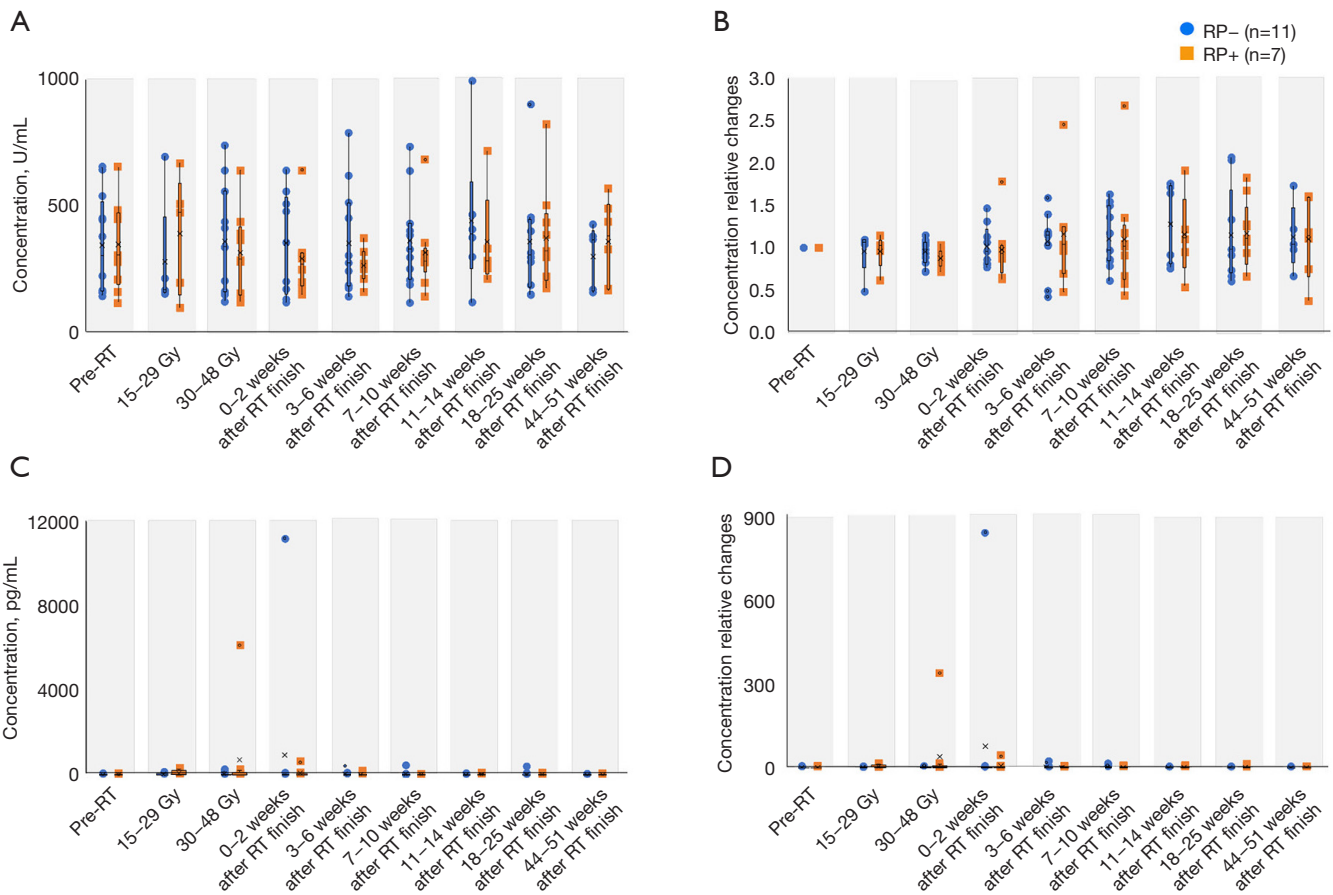 A
B
RP− (n=11)
RP+ (n=7)
Concentration, U/mL
1000
500
0
Pre-RT
15–29 Gy
30–48 Gy
0–2 weeks
after RT finish
3–6 weeks
after RT finish
7–10 weeks
after RT finish
11–14 weeks
after RT finish
18–25 weeks
after RT finish
44–51 weeks
after RT finish
Concentration relative changes
3.0
2.5
2.0
1.5
1.0
0.5
0.0
Pre-RT
15–29 Gy
30–48 Gy
0–2 weeks
after RT finish
3–6 weeks
after RT finish
7–10 weeks
after RT finish
11–14 weeks
after RT finish
18–25 weeks
after RT finish
44–51 weeks
after RT finish
C
D
Concentration, pg/mL
12000
8000
4000
0
Pre-RT
15–29 Gy
30–48 Gy
0–2 weeks
after RT finish
3–6 weeks
after RT finish
7–10 weeks
after RT finish
11–14 weeks
after RT finish
18–25 weeks
after RT finish
44–51 weeks
after RT finish
Concentration relative changes
900
600
300
0
Pre-RT
15–29 Gy
30–48 Gy
0–2 weeks
after RT finish
3–6 weeks
after RT finish
7–10 weeks
after RT finish
11–14 weeks
after RT finish
18–25 weeks
after RT finish
44–51 weeks
after RT finish